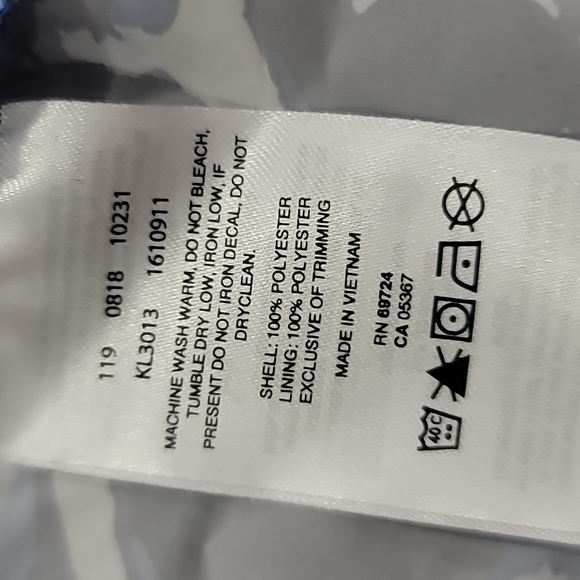 119 0818 10231
KL3013 1610911
MACHINE WASH WARM, DO NOT BLEACH,
TUMBLE DRY LOW, IRON LOW, IF
PRESENT DO NOT IRON DECAL, DO NOT
DRYCLEAN.
SHELL: 100% POLYESTER
LINING: 100% POLYESTER
EXCLUSIVE OF TRIMMING
MADE IN VIETNAM
RN 69724
CA 05367
40 C